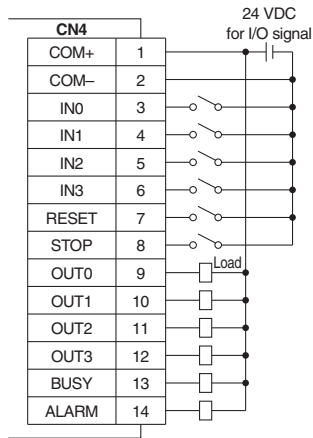 24 VDC
for I/O signal
CN4
COM+ 1
COM– 2
IN0 3
IN1 4
IN2 5
IN3 6
RESET 7
STOP 8
OUT0 9
Load
OUT1 10
OUT2 11
OUT3 12
BUSY 13
ALARM 14